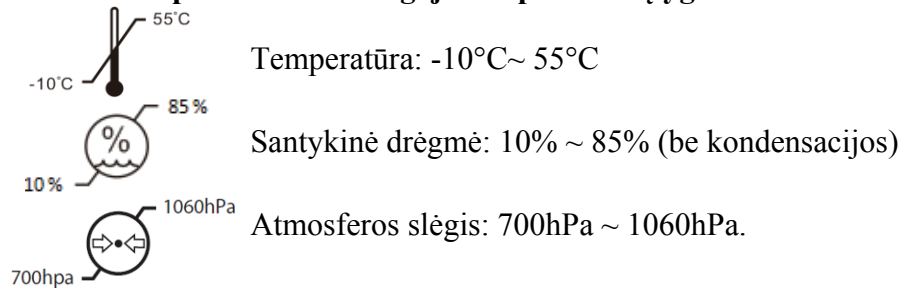 55°C
Temperatūra: -10°C~ 55°C
-10°C
85 %
%
Santykinė drėgmė: 10% ~ 85% (be kondensacijos)
10 %
1060hPa
Atmosferos slėgis: 700hPa ~ 1060hPa.
700hpa